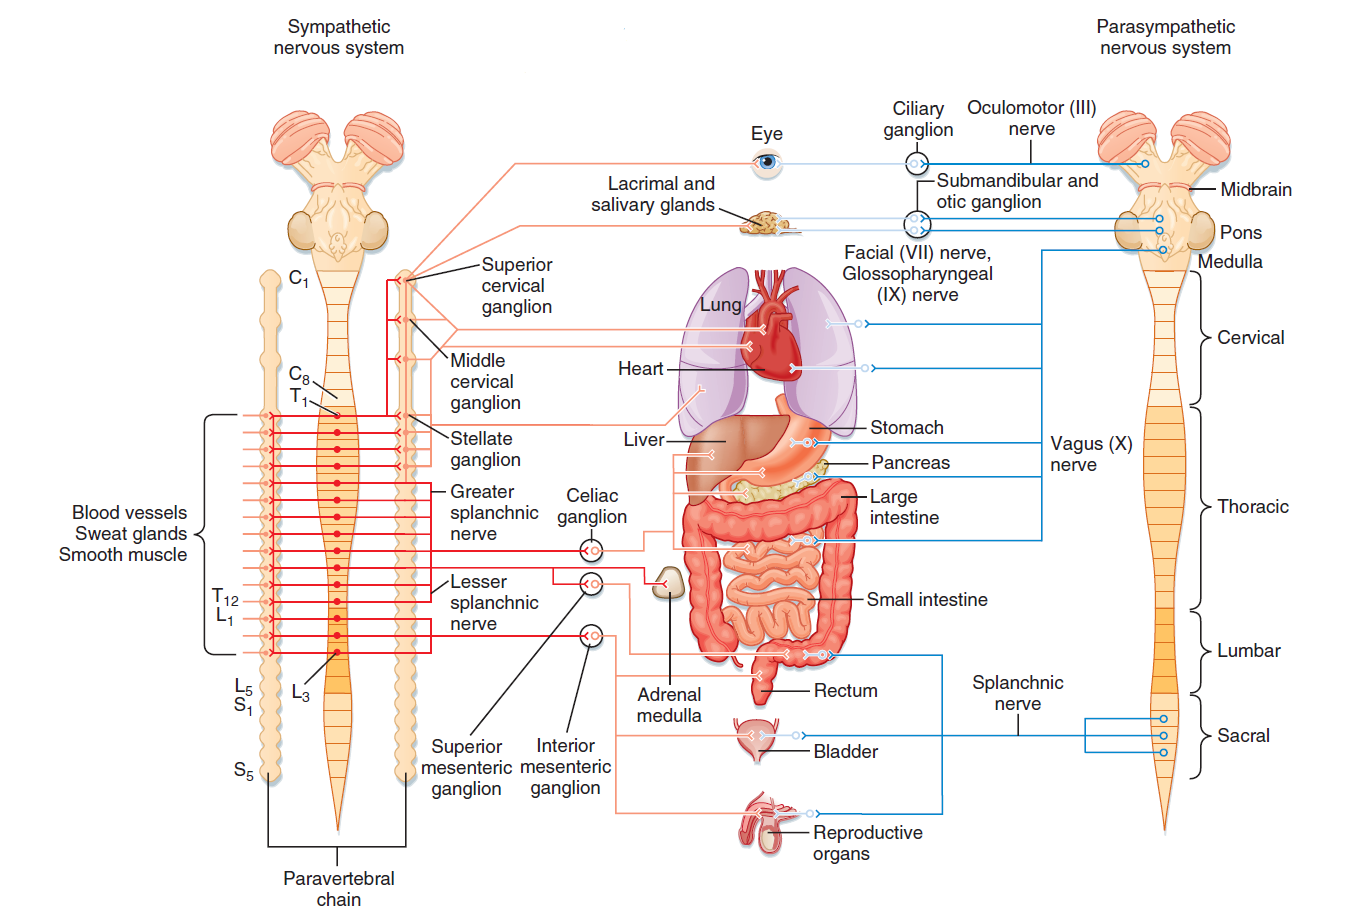 Sympathetic
nervous system
Parasympathetic
nervous system
Eye
Ciliary
ganglion
Oculomotor (III)
nerve
Lacrimal and
salivary glands
Submandibular and
otic ganglion
Midbrain
Pons
Medulla
Facial (VII) nerve,
Glossopharyngeal
(IX) nerve
Superior
cervical
ganglion
C1
Lung
Cervical
Middle
cervical
ganglion
Heart
C8
T1
Stellate
ganglion
Liver
Stomach
Vagus (X)
nerve
Pancreas
Greater
splanchnic
nerve
Celiac
ganglion
Large
intestine
Thoracic
Blood vessels
Sweat glands
Smooth muscle
Lesser
splanchnic
nerve
T12
L1
Small intestine
Lumbar
L5
S1
L3
Adrenal
medulla
Rectum
Splanchnic
nerve
Sacral
Superior
mesenteric
ganglion
Interior
mesenteric
ganglion
Bladder
S5
Reproductive
organs
Paravertebral
chain